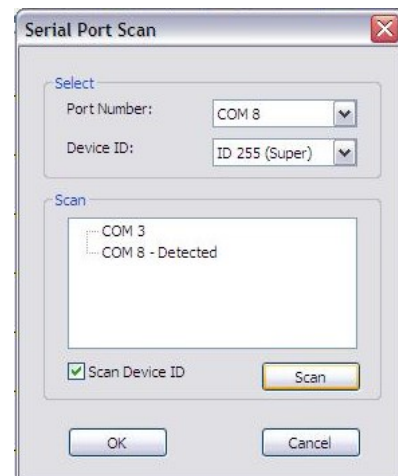 Serial Port Scan
Select
Port Number:
COM 8
Device ID:
ID 255 (Super)
Scan
COM 3
COM 8 - Detected
Scan Device ID
Scan
OK
Cancel